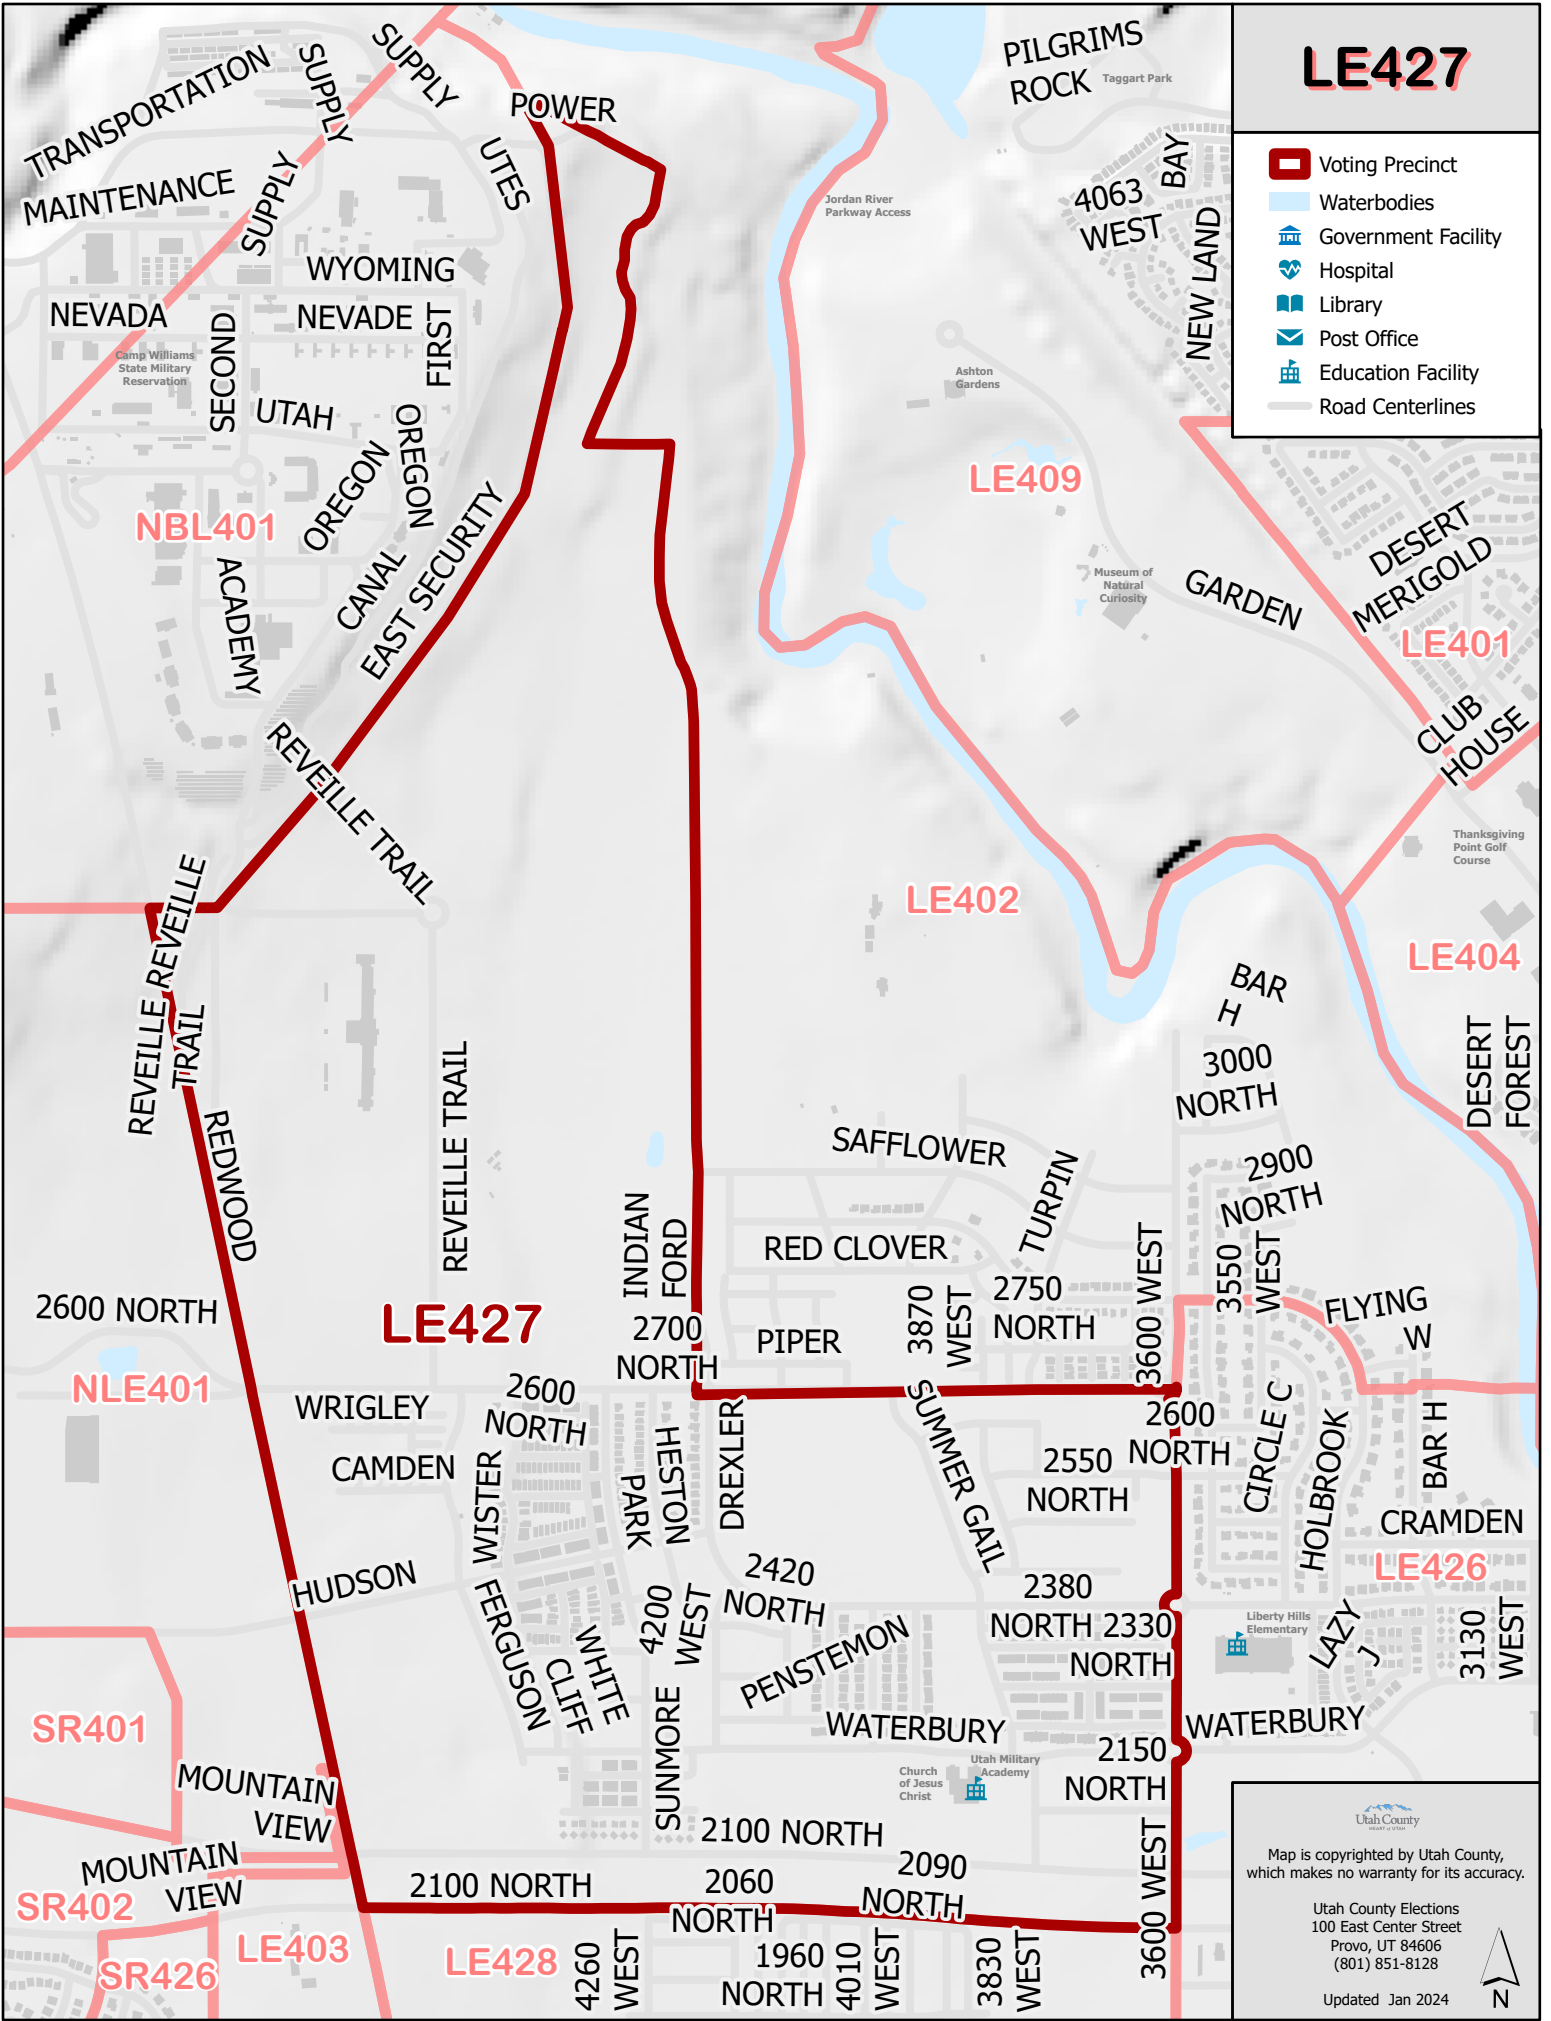 LE427
Voting Precinct
Waterbodies
Government Facility
Hospital
Library
Post Office
Education Facility
Road Centerlines
TRANSPORTATION
SUPPLY
SUPPLY
SUPPLY
MAINTENANCE
POWER
UTES
PILGRIMS
ROCK
Taggart Park
BAY
4063
WEST
NEW LAND
Jordan River
Parkway Access
WYOMING
NEVADA
NEVADE
FIRST
SECOND
Camp Williams
State Military
Reservation
UTAH
OREGON
OREGON
Ashton
Gardens
LE409
NBL401
CANAL
EAST SECURITY
ACADEMY
DESERT
MERIGOLD
Museum of
Natural
Curiosity
GARDEN
LE401
CLUB
HOUSE
REVEILLE TRAIL
Thanksgiving
Point Golf
Course
LE402
LE404
REVEILLE
REVEILLE
TRAIL
BAR
H
3000
NORTH
DESERT
FOREST
REDWOOD
REVEILLE TRAIL
SAFFLOWER
TURPIN
2900
NORTH
INDIAN
FORD
RED CLOVER
3600 WEST
3550
WEST
2600 NORTH
LE427
2700
NORTH
PIPER
3870
WEST
2750
NORTH
FLYING
W
NLE401
WRIGLEY
2600
NORTH
CAMDEN
WISTER
PARK
HESTON
DREXLER
SUMMER GAIL
2550
NORTH
2600
NORTH
CIRCLE C
HOLBROOK
BAR H
CRAMDEN
LE426
HUDSON
FERGUSON
WHITE
CLIFF
4200
WEST
2420
NORTH
2380
NORTH
2330
NORTH
Liberty Hills
Elementary
LAZY
J
3130
WEST
PENSTEMON
SR401
SUNMORE
WATERBURY
WATERBURY
MOUNTAIN
VIEW
Church
of Jesus
Christ
Utah Military
Academy
2150
NORTH
2100 NORTH
MOUNTAIN
VIEW
2100 NORTH
2060
NORTH
2090
NORTH
3600 WEST
SR402
LE403
SR426
LE428
4260
WEST
1960
NORTH
4010
WEST
3830
WEST
Utah County
HEART of UTAH
Map is copyrighted by Utah County,
which makes no warranty for its accuracy.
Utah County Elections
100 East Center Street
Provo, UT 84606
(801) 851-8128
Updated Jan 2024
N